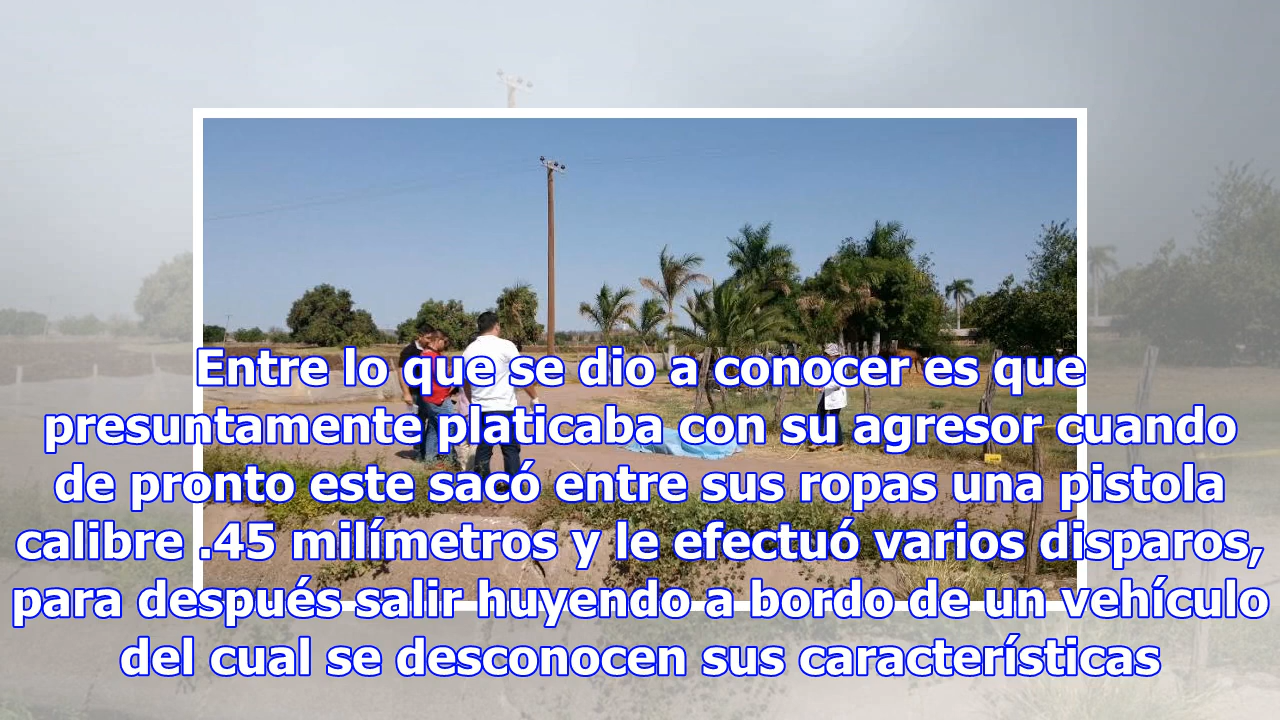 Entre lo que se dio a conocer es que
presuntamente platicaba con su agresor cuando
de pronto este sacó entre sus ropas una pistola
calibre .45 milímetros y le efectuó varios disparos,
para después salir huyendo a bordo de un vehículo
del cual se desconocen sus características